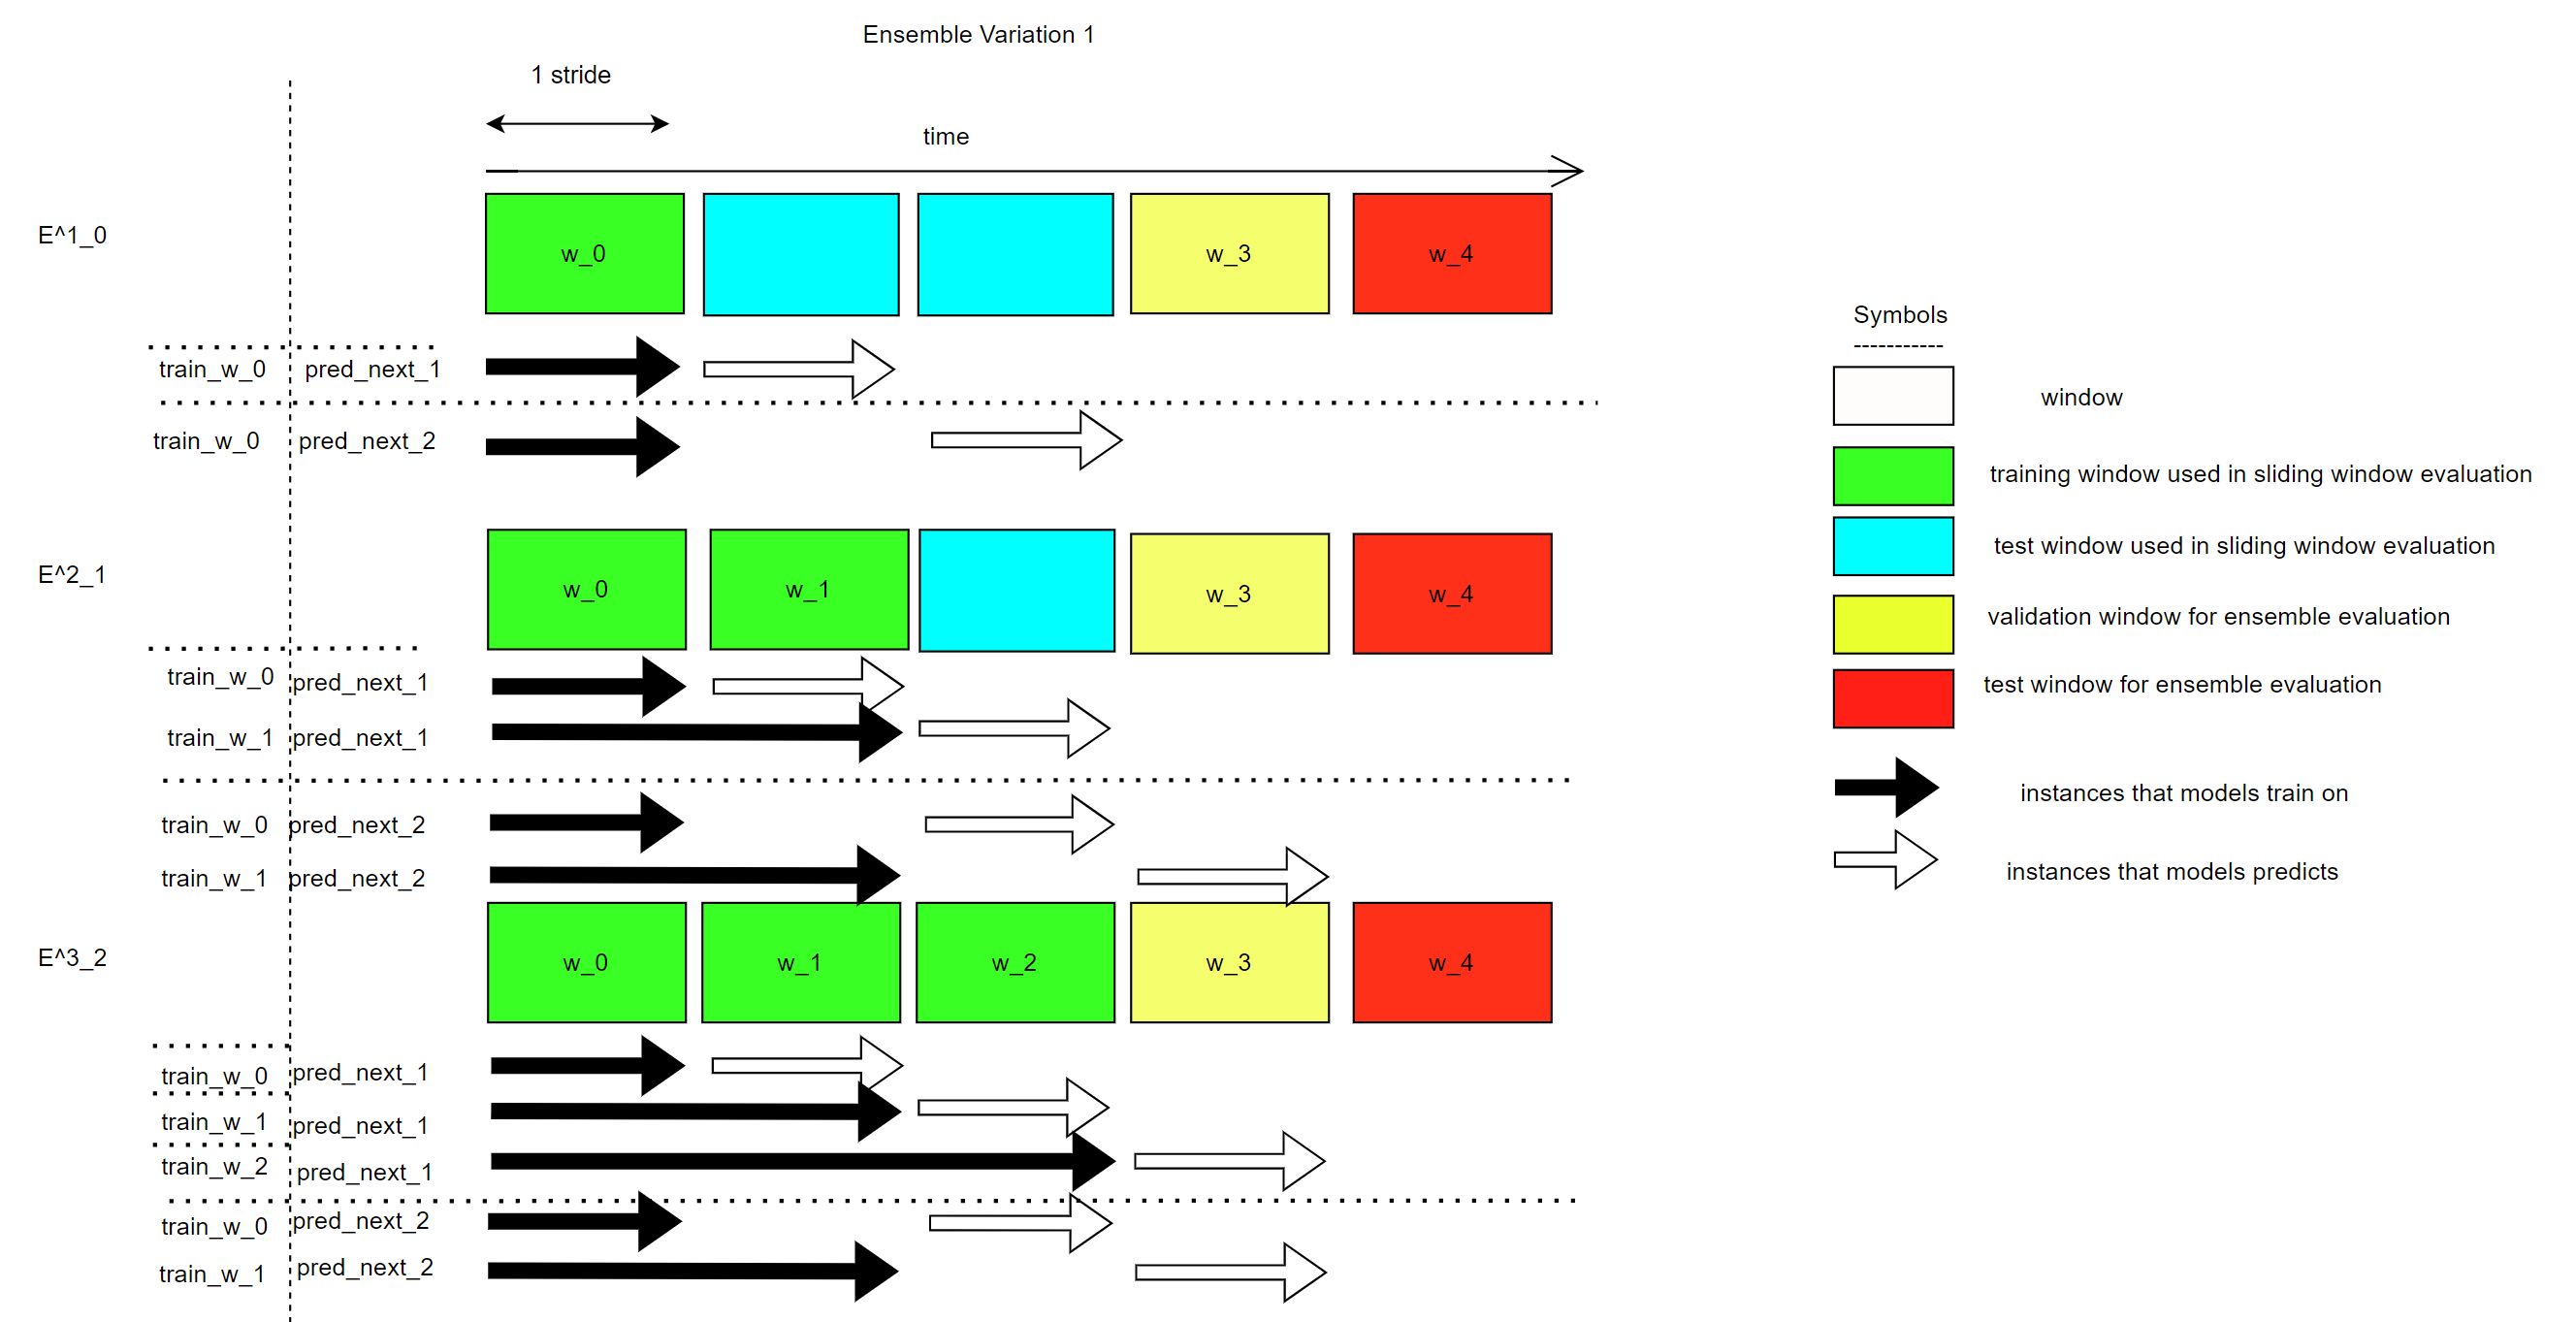 Ensemble Variation 1
1 stride
time
E^1_0
w_0
w_3
w_4
train_w_0 pred_next_1
train_w_0 pred_next_2
E^2_1
w_0 w_1
w_3
w_4
train_w_0 pred_next_1
train_w_1 pred_next_1
train_w_0 pred_next_2
train_w_1 pred_next_2
E^3_2
w_0 w_1 w_2 w_3 w_4
train_w_0 pred_next_1
train_w_1 pred_next_1
train_w_2 pred_next_1
train_w_0 pred_next_2
train_w_1 pred_next_2
Symbols
-----------
window
training window used in sliding window evaluation
test window used in sliding window evaluation
validation window for ensemble evaluation
test window for ensemble evaluation
instances that models train on
instances that models predicts